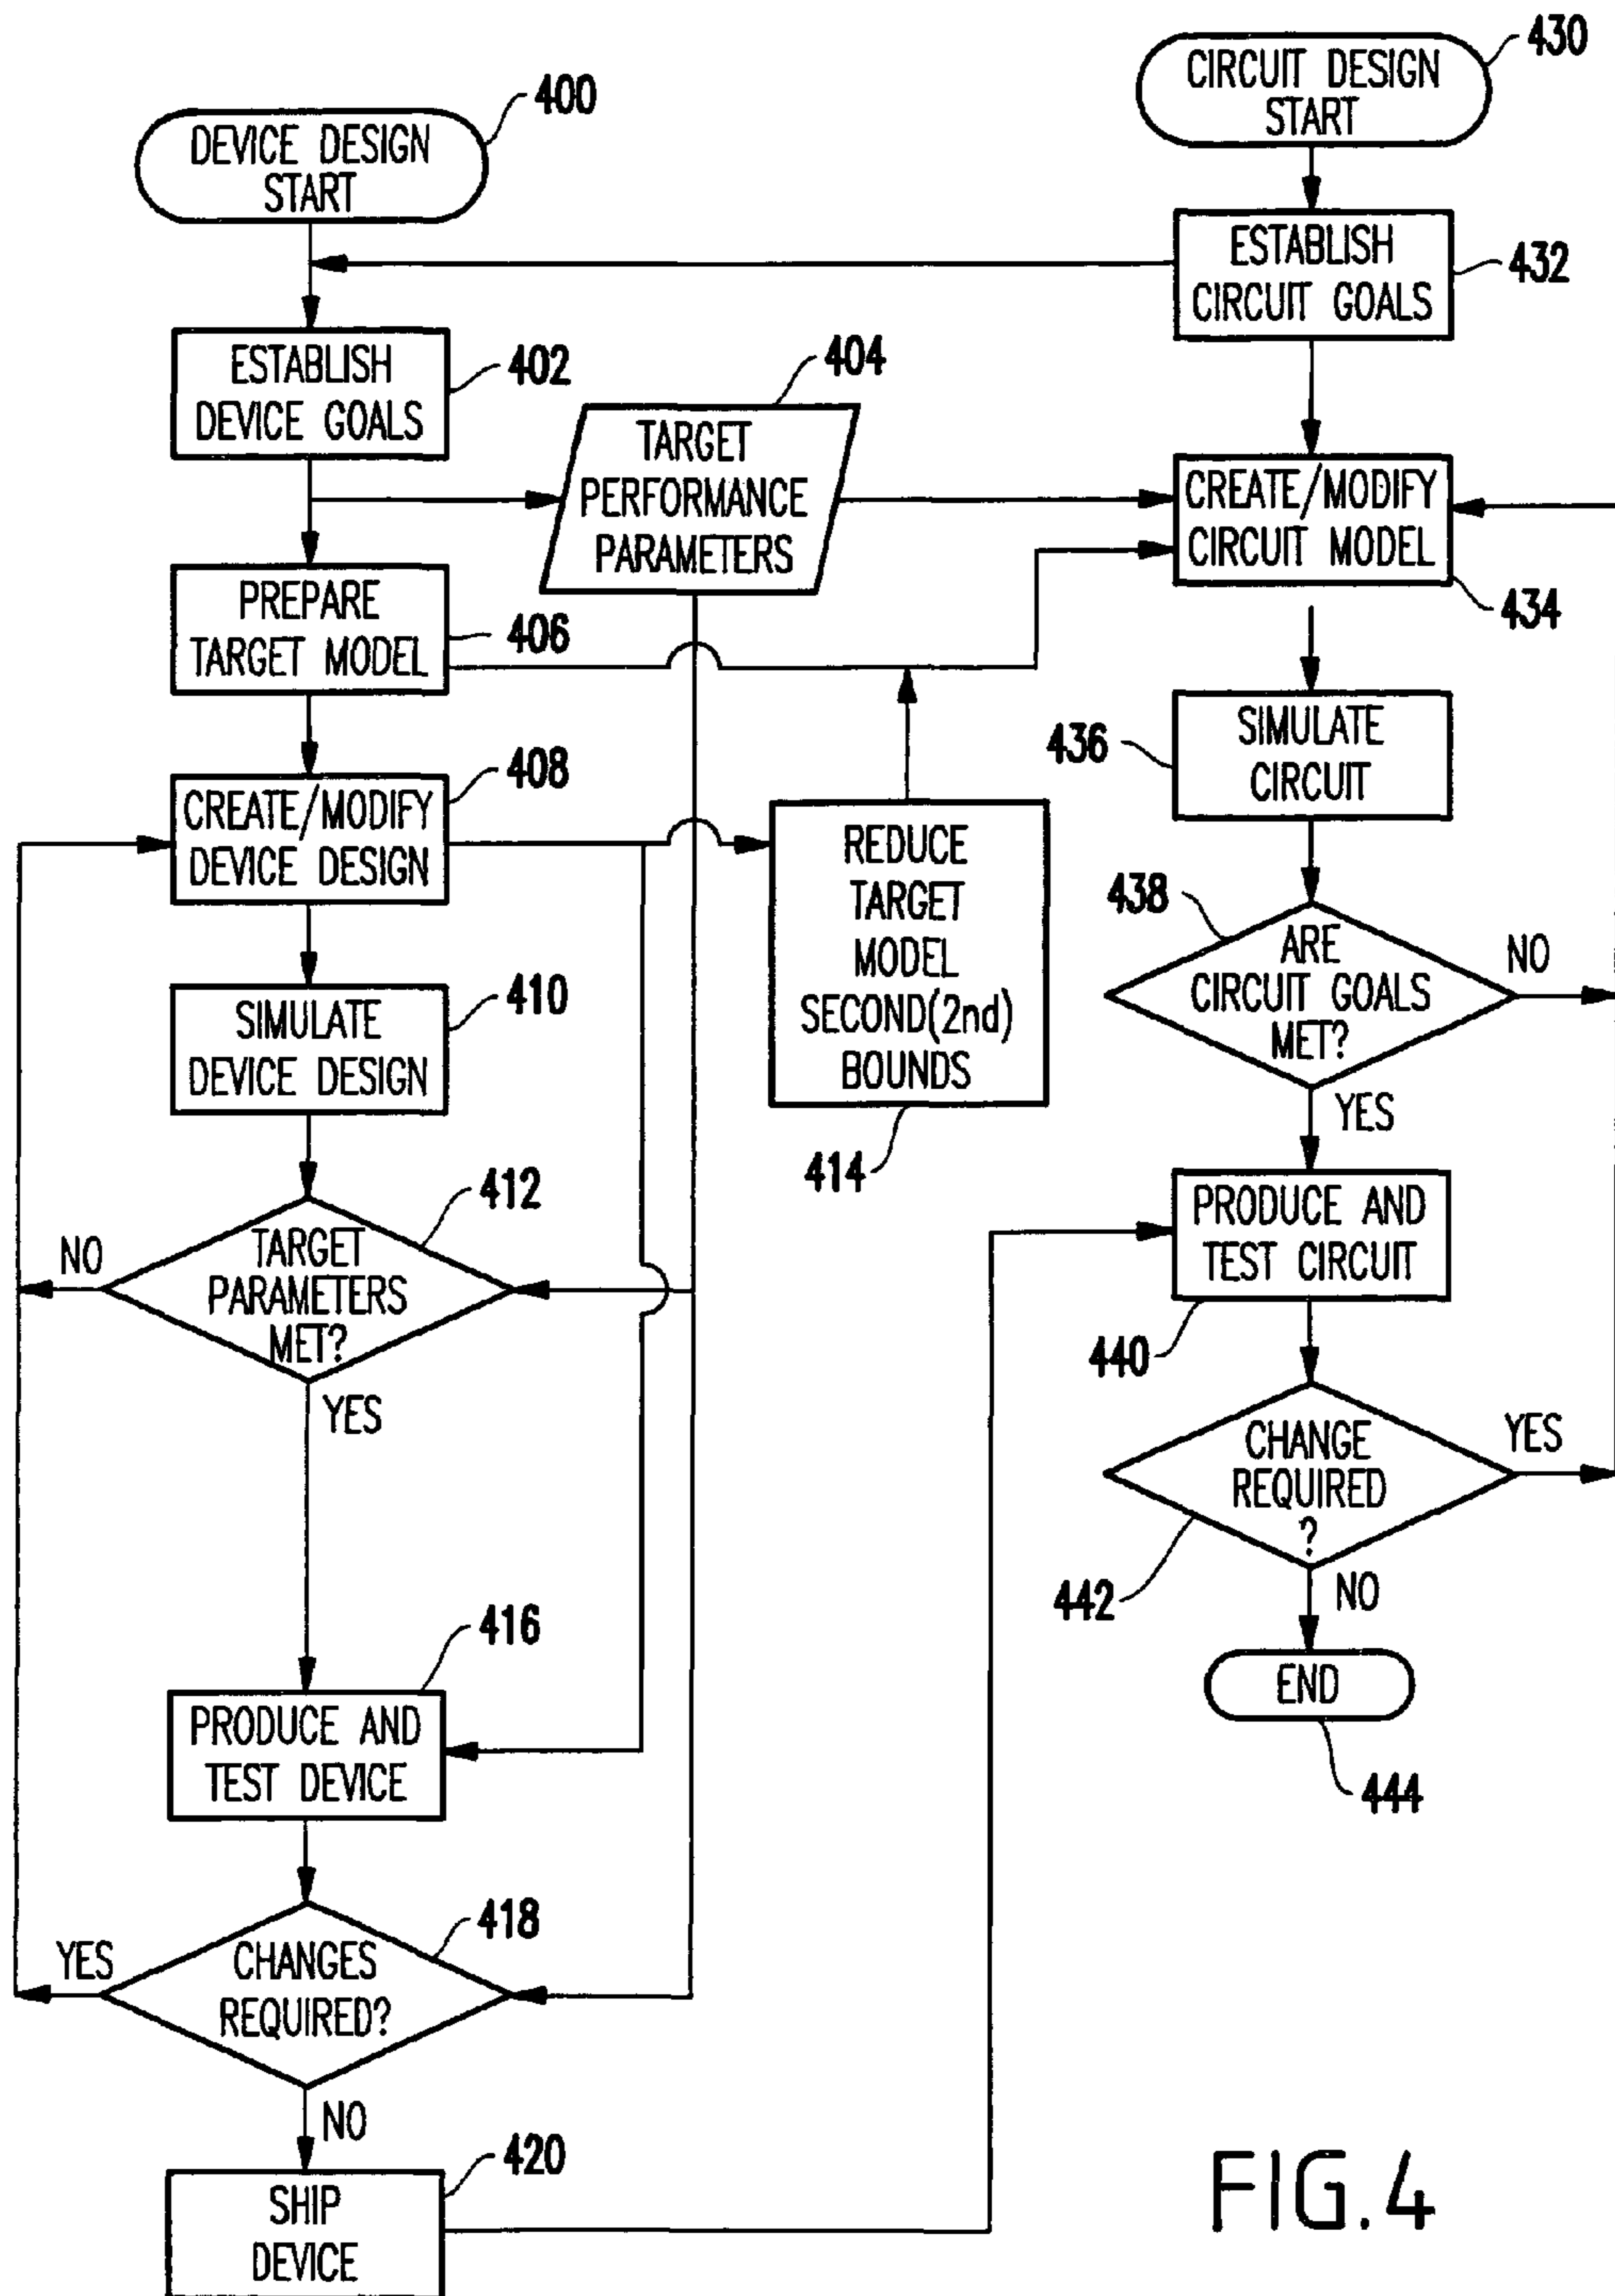 400
DEVICE DESIGN
START
402
ESTABLISH
DEVICE GOALS
404
TARGET
PERFORMANCE
PARAMETERS
406
PREPARE
TARGET MODEL
408
CREATE/MODIFY
DEVICE DESIGN
410
SIMULATE
DEVICE DESIGN
412
TARGET
PARAMETERS
MET?
NO
YES
REDUCE
TARGET
MODEL
SECOND(2nd)
BOUNDS
414
416
PRODUCE AND
TEST DEVICE
418
CHANGES
REQUIRED?
YES
NO
420
SHIP
DEVICE
430
CIRCUIT DESIGN
START
432
ESTABLISH
CIRCUIT GOALS
CREATE/MODIFY
CIRCUIT MODEL
434
436
SIMULATE
CIRCUIT
438
ARE
CIRCUIT GOALS
MET?
NO
YES
PRODUCE AND
TEST CIRCUIT
440
CHANGE
REQUIRED
?
YES
442
NO
END
444
FIG.4